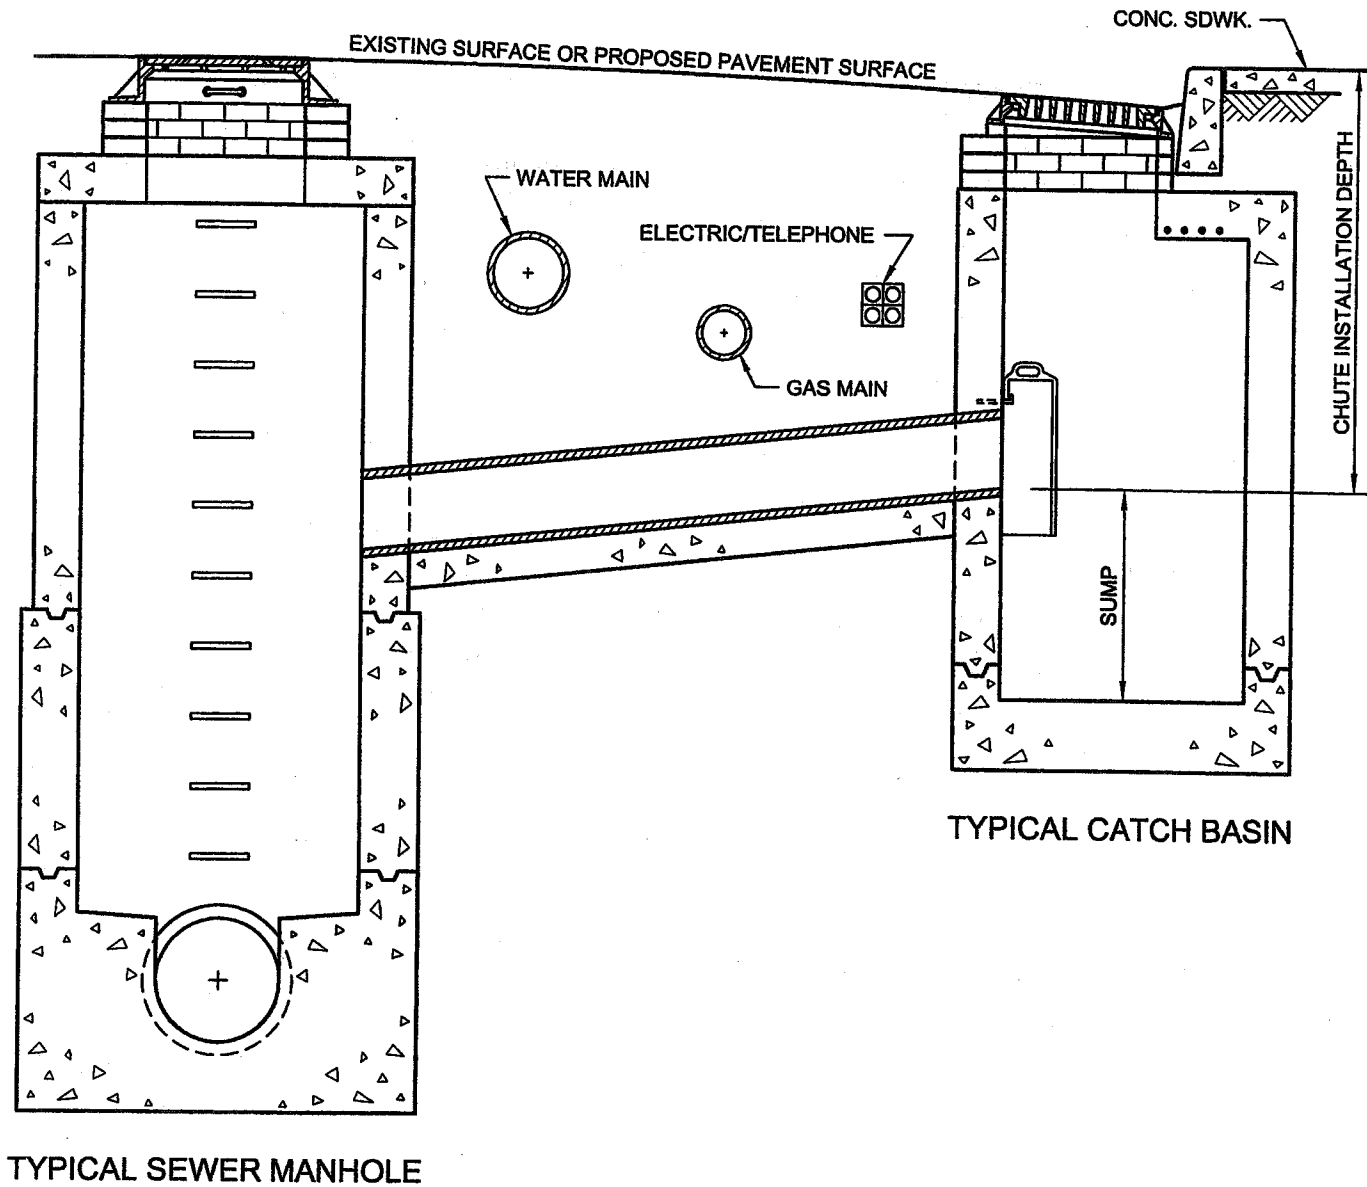 CONC. SDWK.
EXISTING SURFACE OR PROPOSED PAVEMENT SURFACE
WATER MAIN
ELECTRIC/TELEPHONE
GAS MAIN
CHUTE INSTALLATION DEPTH
SUMP
TYPICAL CATCH BASIN
TYPICAL SEWER MANHOLE